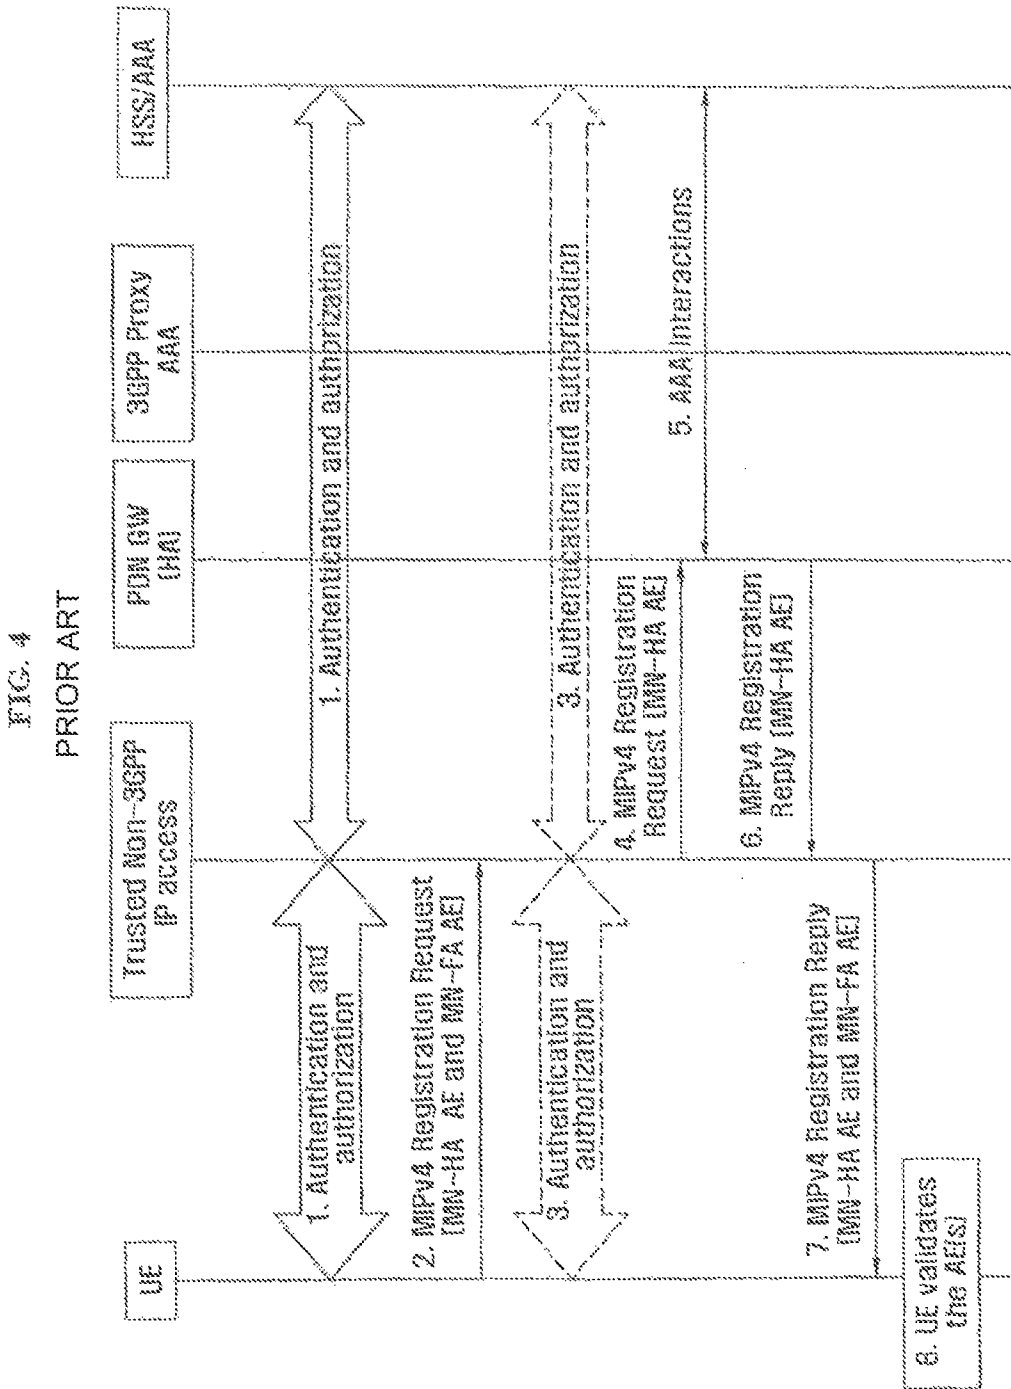 FIG. 4
PRIOR ART
UE
Trusted Non-3GPP
IP access
PDN GW
[HA]
3GPP Proxy
AAA
HSS/AAA
1. Authentication and
authorization
1. Authentication and authorization
2. MIPv4 Registration Request
[MN-HA AE and MN-FA AE]
3. Authentication and
authorization
3. Authentication and authorization
4. MIPv4 Registration
Request [MN-HA AE]
5. AAA Interactions
6. MIPv4 Registration
Reply [MN-HA AE]
7. MIPv4 Registration Reply
[MN-HA AE and MN-FA AE]
8. UE validates
the AE[s]